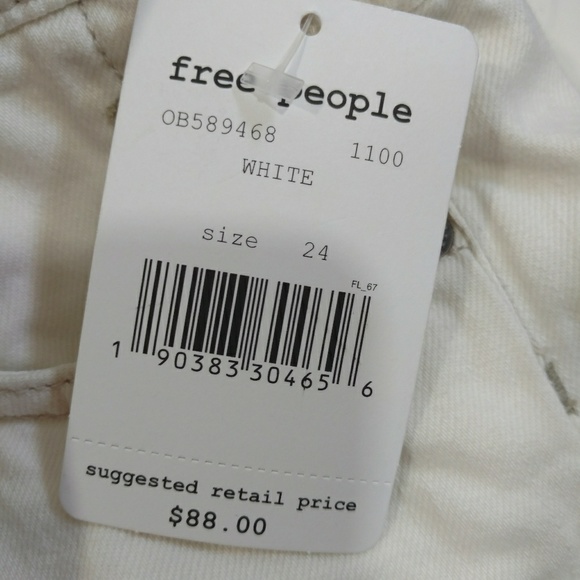 free people
OB589468 1100
WHITE
size 24
FL_67
1 90383 30465 6
suggested retail price
$88.00